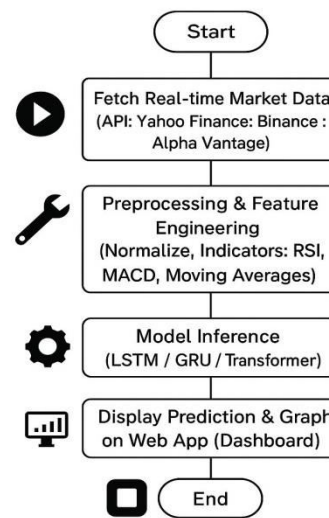 Start
Fetch Real-time Market Data
(API: Yahoo Finance: Binance :
Alpha Vantage)
Preprocessing & Feature
Engineering
(Normalize, Indicators: RSI,
MACD, Moving Averages)
Model Inference
(LSTM / GRU / Transformer)
Display Prediction & Graph
on Web App (Dashboard)
End